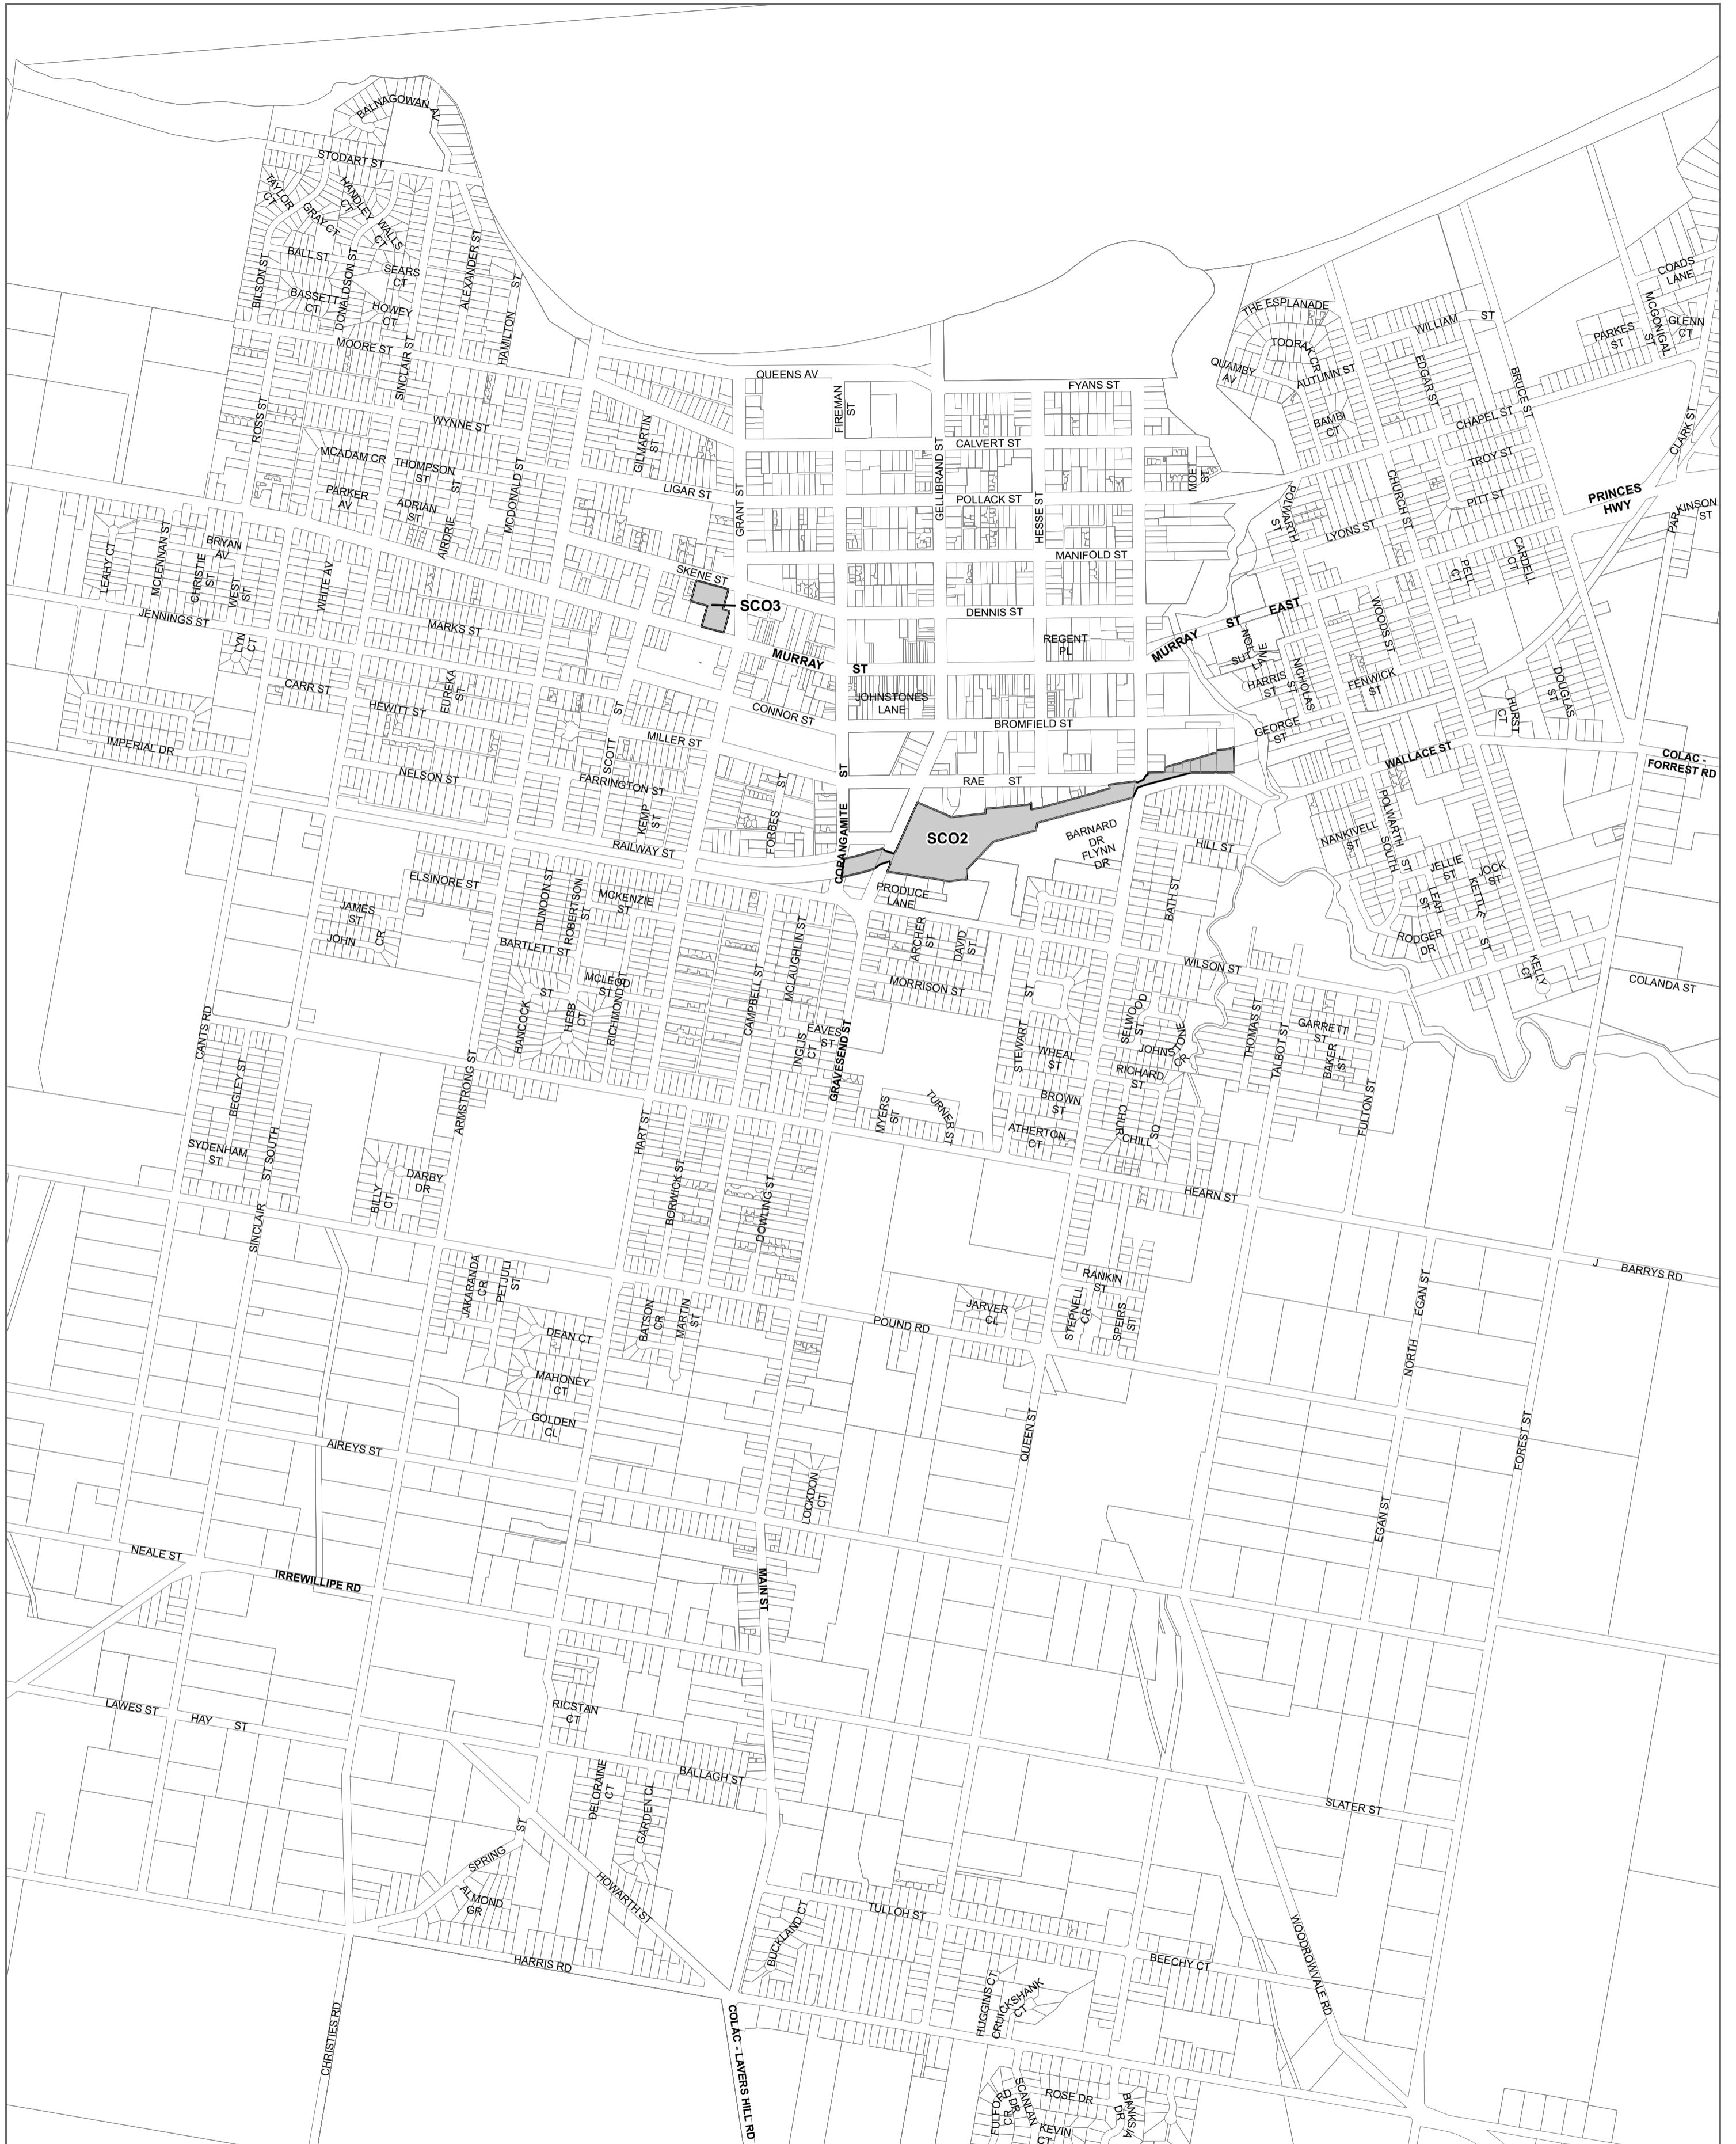 BALNAGOWAN AV
STODART ST
TAYLOR
CT
HANDLEY
CT
GRAY CT
WALLS
CT
BALL ST
SEARS
CT
BILSON ST
DONALDSON ST
BASSETT
CT
HOWEY
CT
ALEXANDER ST
HAMILTON ST
MOORE ST
SINCLAIR ST
COADS
LANE
MCGONIGAL
ST
GLENN
CT
PARKES
ST
THE ESPLANADE
WILLIAM ST
TOORAK CR
QUAMBY
AV
AUTUMN ST
EDGAR ST
BRUCE ST
BAMBI
CT
CHAPEL ST
CLARK ST
TROY ST
QUEENS AV
FIREMAN
ST
FYANS ST
ROSS ST
WYNNE ST
GILMARTIN
ST
CALVERT ST
GELLIBRAND ST
MCADAM CR
THOMPSON
ST
MCDONALD ST
PARKER
AV
ADRIAN
ST
AIRDRIE ST
LIGAR ST
GRANT ST
POLLACK ST
HESSE ST
MOET
ST
POLWARTH
ST
CHURCH ST
PITT ST
PRINCES
HWY
PARKINSON
ST
LYONS ST
LEAHY CT
MCLENNAN ST
BRYAN
AV
CHRISTIE
ST
WEST
ST
WHITE AV
SKENE ST
MANIFOLD ST
PELL
CT
CARDELL
CT
JENNINGS ST
LYN
CT
MARKS ST
SCO3
DENNIS ST
MURRAY ST EAST
MURRAY ST
REGENT
PL
SUTTON
LANE
HARRIS
ST
NICHOLAS
ST
WOODS ST
FENWICK
ST
DOUGLAS
ST
CARR ST
EUREKA
ST
HEWITT ST
JOHNSTONES
LANE
CONNOR ST
BROMFIELD ST
GEORGE
ST
HURST
CT
IMPERIAL DR
MILLER ST
SCOTT ST
NELSON ST
FARRINGTON ST
RAE ST
WALLACE ST
COLAC -
FORREST RD
KEMP
ST
FORBES ST
CORANGAMITE ST
SCO2
BARNARD
DR
FLYNN
DR
HILL ST
NANKIVELL
ST
POLWARTH
ST
SOUTH
RAILWAY ST
JELLIE
ST
JOCK
ST
ELSINORE ST
DUNOON ST
ROBERTSON
ST
MCKENZIE
ST
PRODUCE
LANE
BATH ST
LEAH
ST
KETTLE ST
JAMES
ST
JOHN CR
BARTLETT ST
MCLAUGHLIN ST
ARCHER
ST
DAVID
ST
RODGER
DR
WILSON ST
KELLY
CT
MCLEOD
ST
CAMPBELL ST
MORRISON ST
COLANDA ST
HANCOCK ST
HEBB
CT
RICHMOND ST
EAVES
ST
INGLIS
CT
GRAVESEND ST
STEWART ST
SELWOOD
ST
JOHNSTONE
CR
THOMAS ST
TALBOT ST
GARRETT
ST
BAKER
ST
CANTS RD
WHEAL
ST
RICHARD
ST
BEGLEY ST
ARMSTRONG ST
BROWN
ST
FULTON ST
HART ST
MYERS
ST
TURNER ST
ATHERTON
CT
CHURCHILL SQ
SYDENHAM
ST
SINCLAIR ST SOUTH
DARBY
DR
BILLY
CT
BORWICK ST
DOWLING ST
HEARN ST
J BARRYS RD
JAKARANDA
CR
PETJULI
ST
RANKIN
ST
NORTH EGAN ST
BATSON
CR
MARTIN
ST
DEAN CT
POUND RD
JARVER
CL
STEPNELL
CR
SPEIRS
ST
MAHONEY
CT
GOLDEN
CL
AIREYS ST
QUEEN ST
FOREST ST
LOCKDON
CT
EGAN ST
NEALE ST
IRREWILLIPE RD
MAIN ST
RICSTAN
CT
LAWES ST
HAY ST
BALLAGH ST
DELORAINE
CT
GARDEN CL
SLATER ST
SPRING ST
ALMOND
GR
HOWARTH ST
TULLOH ST
BUCKLAND CT
WOODROWVALE RD
HARRIS RD
BEECHY CT
HUGGINS CT
CRUICKSHANK
CT
CHRISTIES RD
COLAC - LAVERS HILL RD
ROSE DR
FULFORD
CR
SCANLAN
DR
BANKSIA
DR
KEVIN
CT